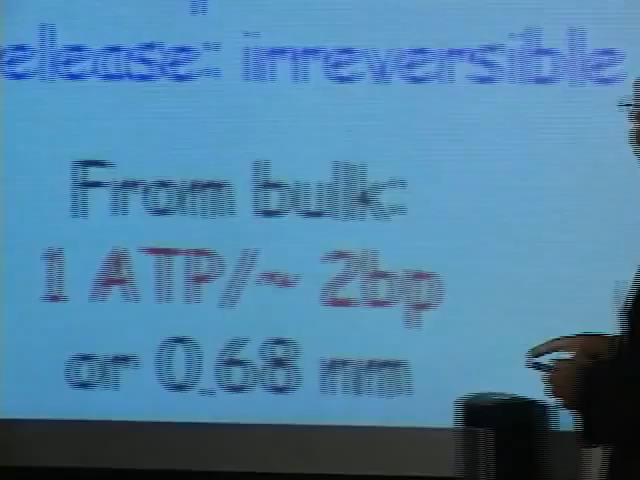 elease: irreversible
From bulk:
1 ATP/~ 2bp
or 0.68 nm